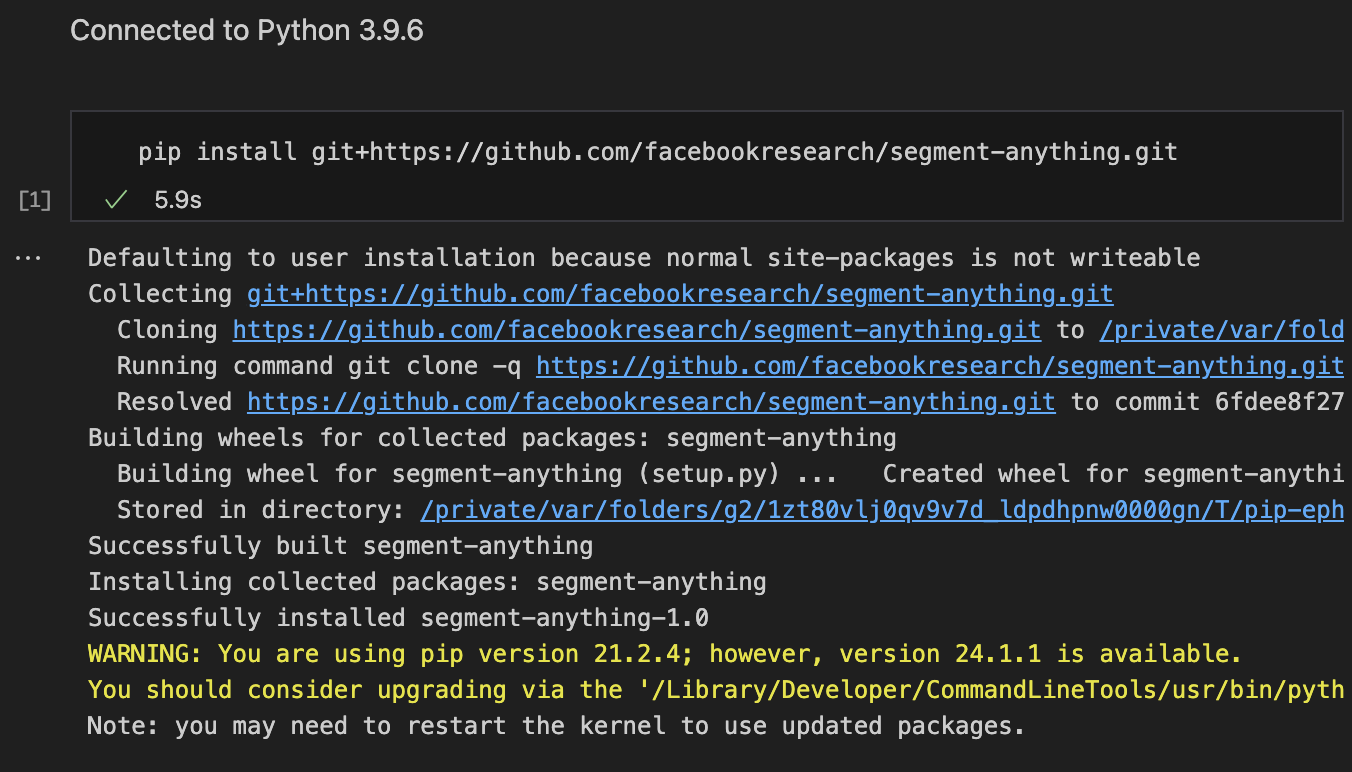 Connected to Python 3.9.6
pip install git+https://github.com/facebookresearch/segment-anything.git
[1]
5.9s
...
Defaulting to user installation because normal site-packages is not writeable
Collecting git+https://github.com/facebookresearch/segment-anything.git
Cloning https://github.com/facebookresearch/segment-anything.git to /private/var/fold
Running command git clone -q https://github.com/facebookresearch/segment-anything.git
Resolved https://github.com/facebookresearch/segment-anything.git to commit 6fdee8f27
Building wheels for collected packages: segment-anything
Building wheel for segment-anything (setup.py) ... Created wheel for segment-anythi
Stored in directory: /private/var/folders/g2/1zt80vlj0qv9v7d_ldpdhpnw0000gn/T/pip-eph
Successfully built segment-anything
Installing collected packages: segment-anything
Successfully installed segment-anything-1.0
WARNING: You are using pip version 21.2.4; however, version 24.1.1 is available.
You should consider upgrading via the '/Library/Developer/CommandLineTools/usr/bin/pyth
Note: you may need to restart the kernel to use updated packages.